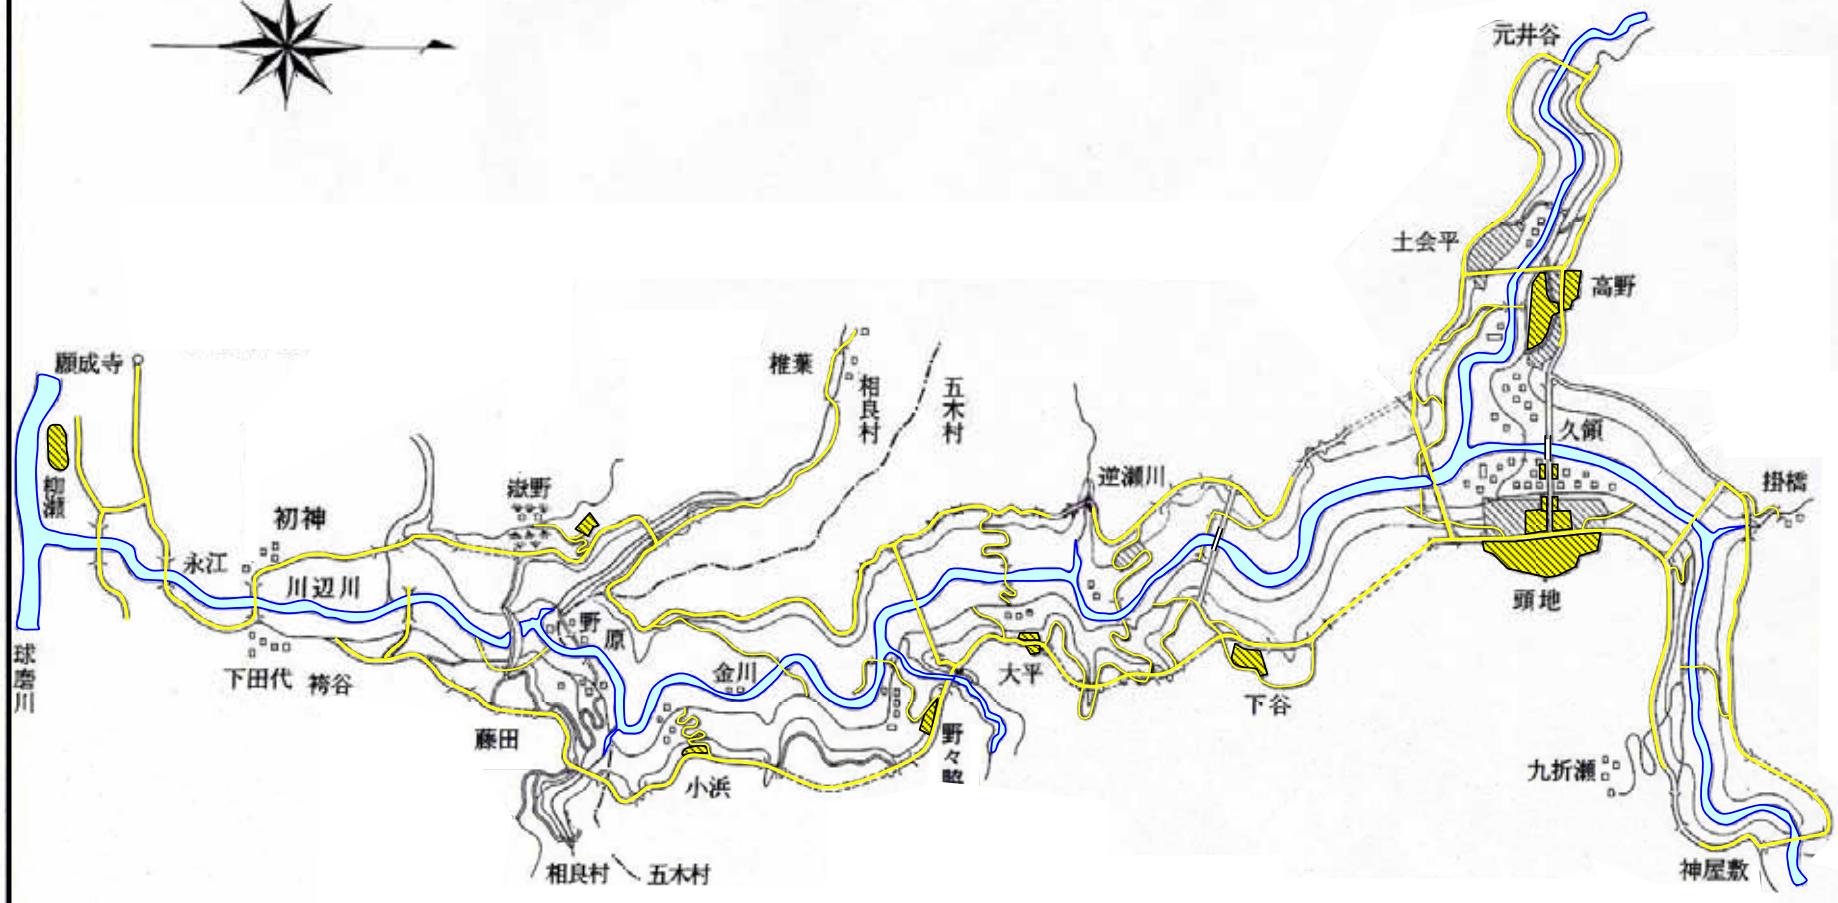 元井谷
土会平
高野
願成寺
椎葉
相良村
五木村
久領
掛橋
柳瀬
初神
嶽野
逆瀬川
永江
川辺川
野原
頭地
球磨川
下田代
袴谷
金川
大平
下谷
藤田
小浜
野々脇
九折瀬
相良村
五木村
神屋敷